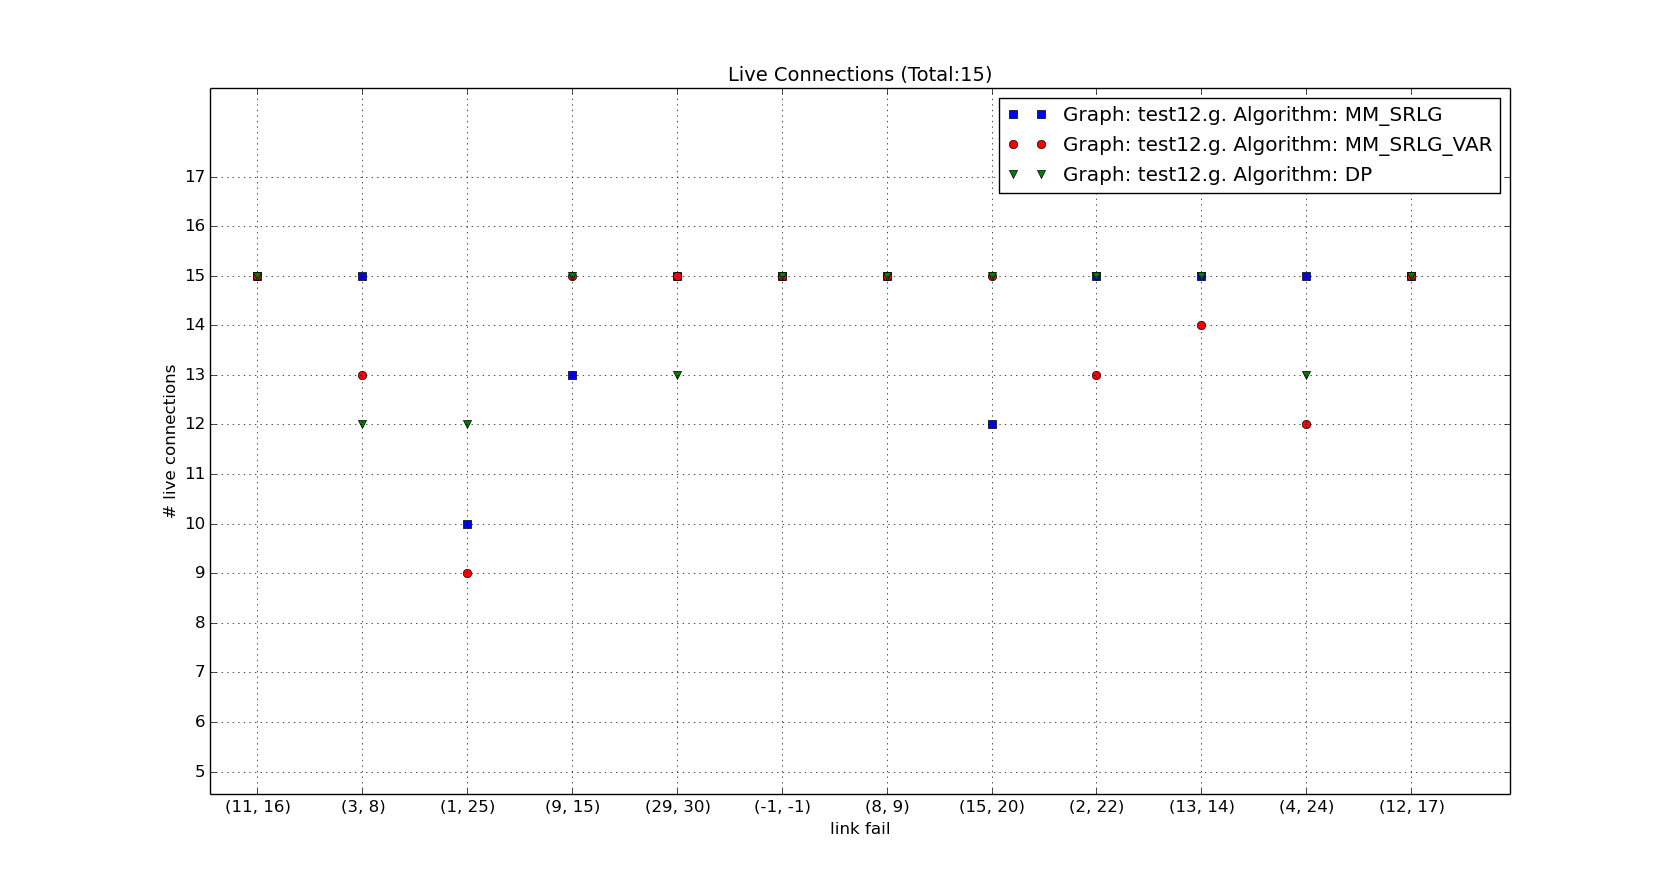 Live Connections (Total:15)
Graph: test12.g. Algorithm: MM_SRLG
Graph: test12.g. Algorithm: MM_SRLG_VAR
Graph: test12.g. Algorithm: DP
17
16
15
14
13
12
11
10
9
8
7
6
5
# live connections
(11, 16) (3, 8) (1, 25) (9, 15) (29, 30) (-1, -1) (8, 9) (15, 20) (2, 22) (13, 14) (4, 24) (12, 17)
link fail